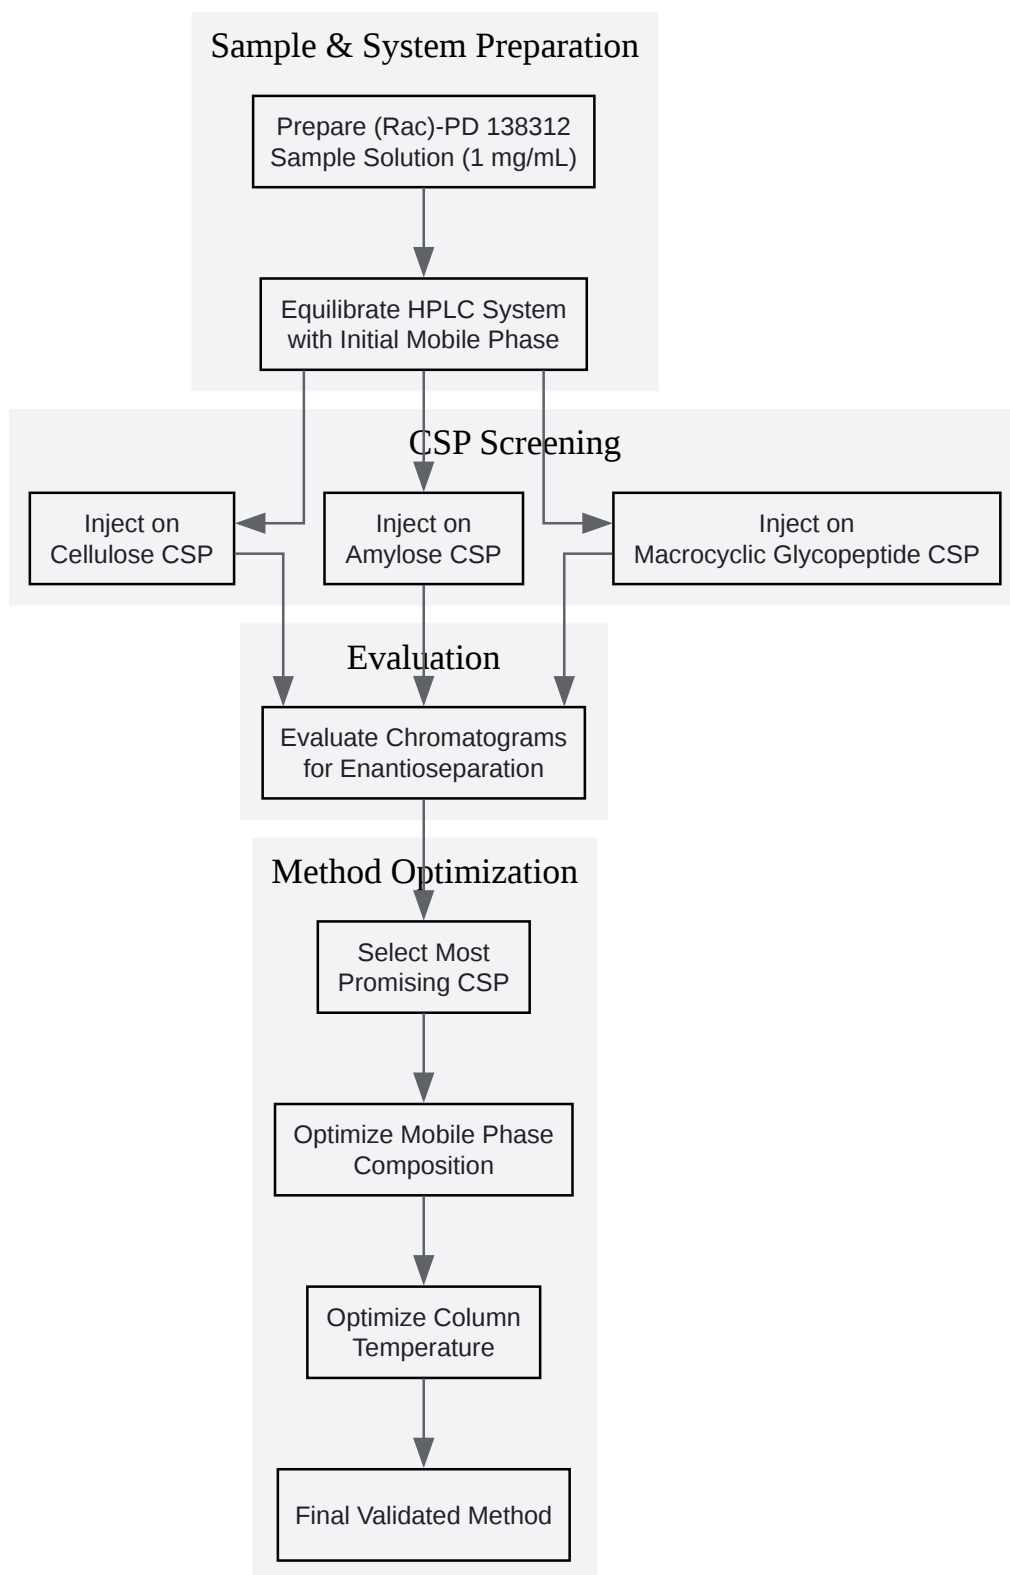 Sample & System Preparation
Prepare (Rac)-PD 138312
Sample Solution (1 mg/mL)
Equilibrate HPLC System
with Initial Mobile Phase
CSP Screening
Inject on
Cellulose CSP
Inject on
Amylose CSP
Inject on
Macrocyclic Glycopeptide CSP
Evaluation
Evaluate Chromatograms
for Enantioseparation
Method Optimization
Select Most
Promising CSP
Optimize Mobile Phase
Composition
Optimize Column
Temperature
Final Validated Method